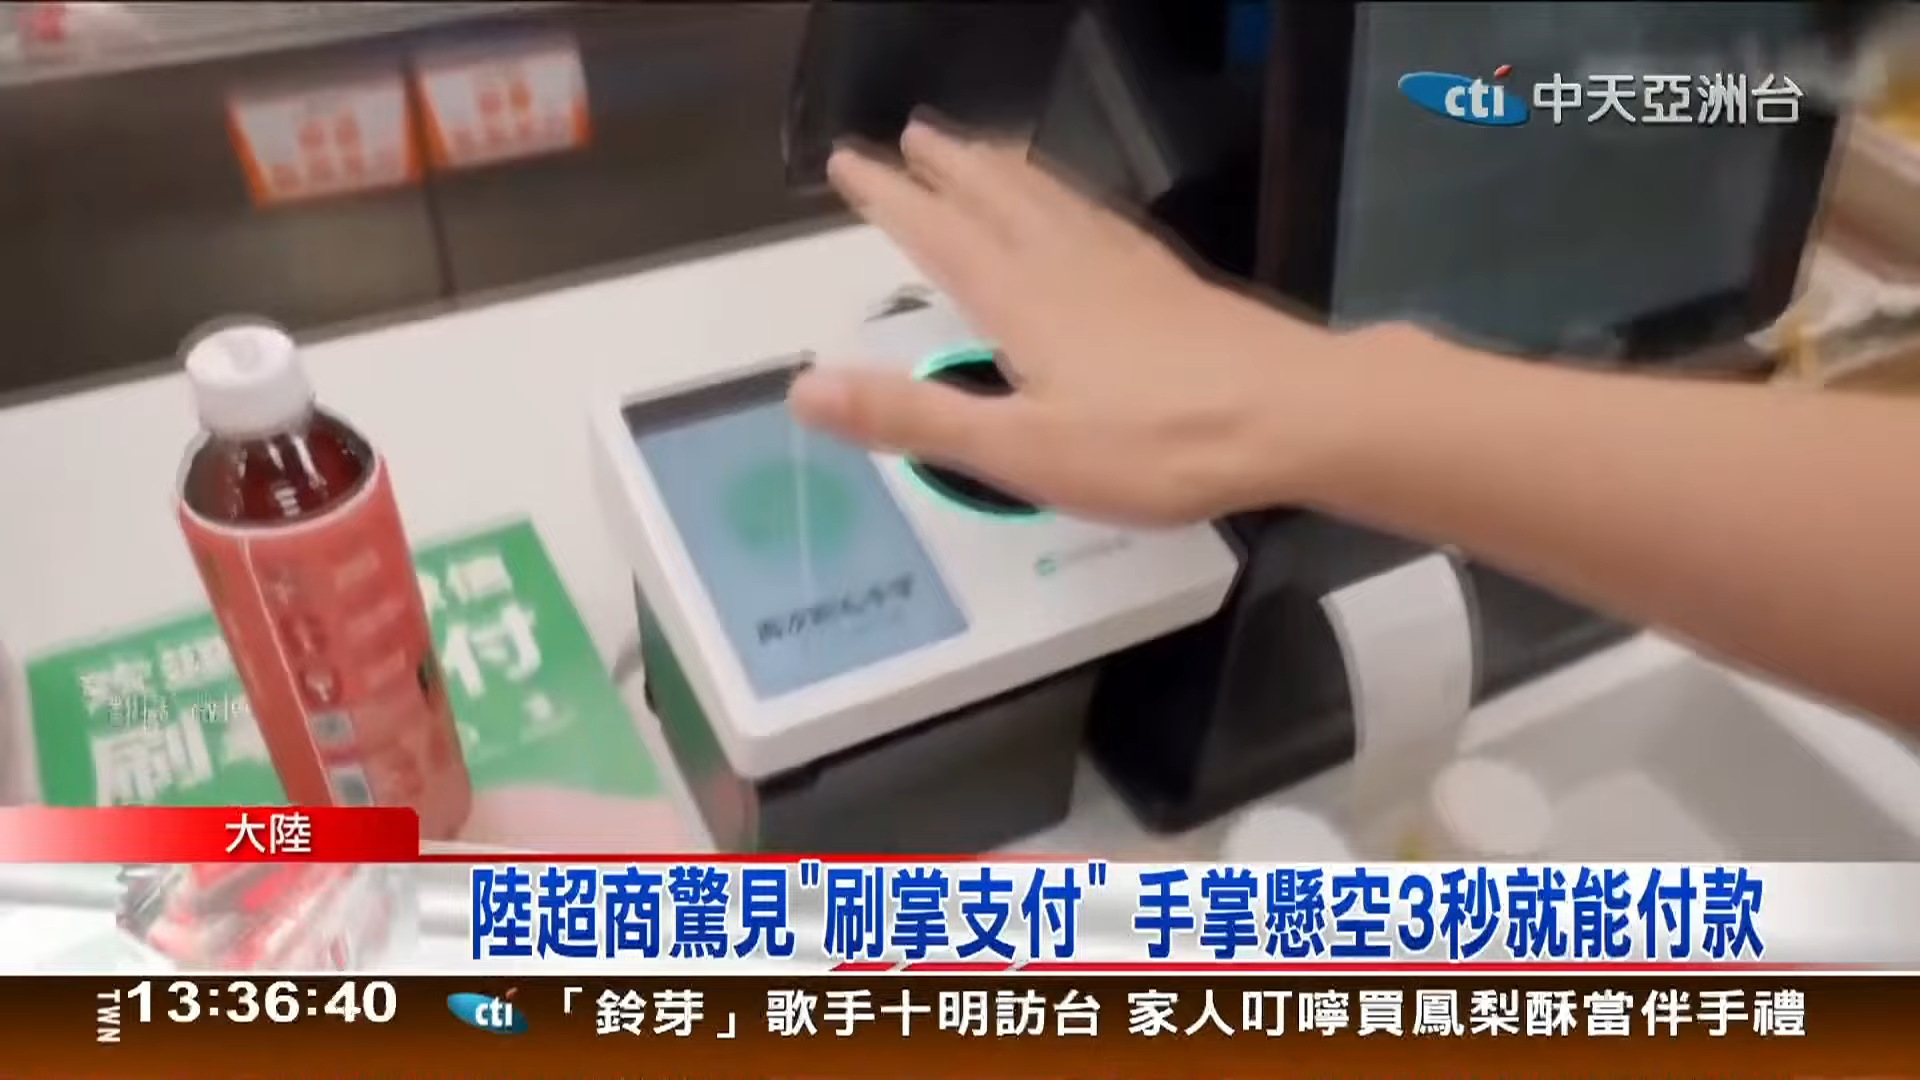 cti 中天亞洲台
付
刷
大陸
陸超商驚見"刷掌支付" 手掌懸空3秒就能付款
TWN 13:36:40 cti 「鈴芽」歌手十明訪台 家人叮嚀買鳳梨酥當伴手禮